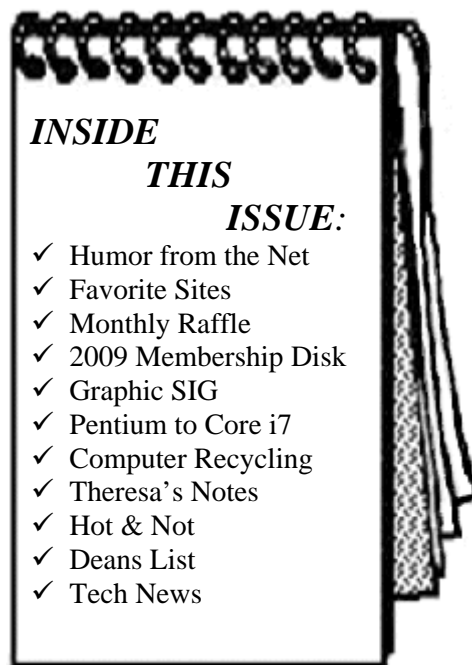 INSIDE
THIS
ISSUE:
✓ Humor from the Net
✓ Favorite Sites
✓ Monthly Raffle
✓ 2009 Membership Disk
✓ Graphic SIG
✓ Pentium to Core i7
✓ Computer Recycling
✓ Theresa’s Notes
✓ Hot & Not
✓ Deans List
✓ Tech News